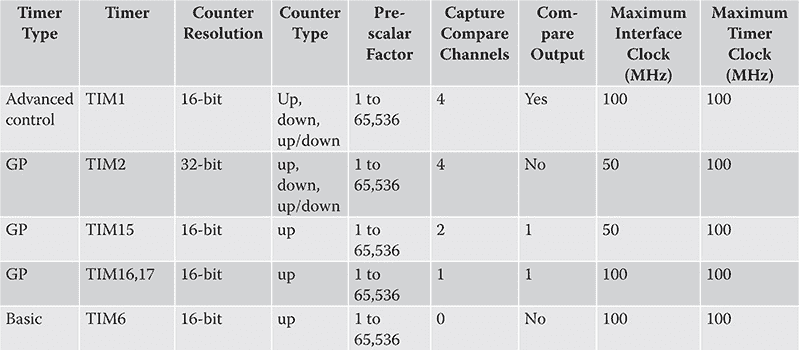 Timer Type | Timer | Counter Resolution | Counter Type | Pre-scalar Factor | Capture Compare Channels | Com-pare Output | Maximum Interface Clock (MHz) | Maximum Timer Clock (MHz)
Advanced control | TIM1 | 16-bit | Up, down, up/down | 1 to 65,536 | 4 | Yes | 100 | 100
GP | TIM2 | 32-bit | up, down, up/down | 1 to 65,536 | 4 | No | 50 | 100
GP | TIM15 | 16-bit | up | 1 to 65,536 | 2 | 1 | 50 | 100
GP | TIM16,17 | 16-bit | up | 1 to 65,536 | 1 | 1 | 100 | 100
Basic | TIM6 | 16-bit | up | 1 to 65,536 | 0 | No | 100 | 100